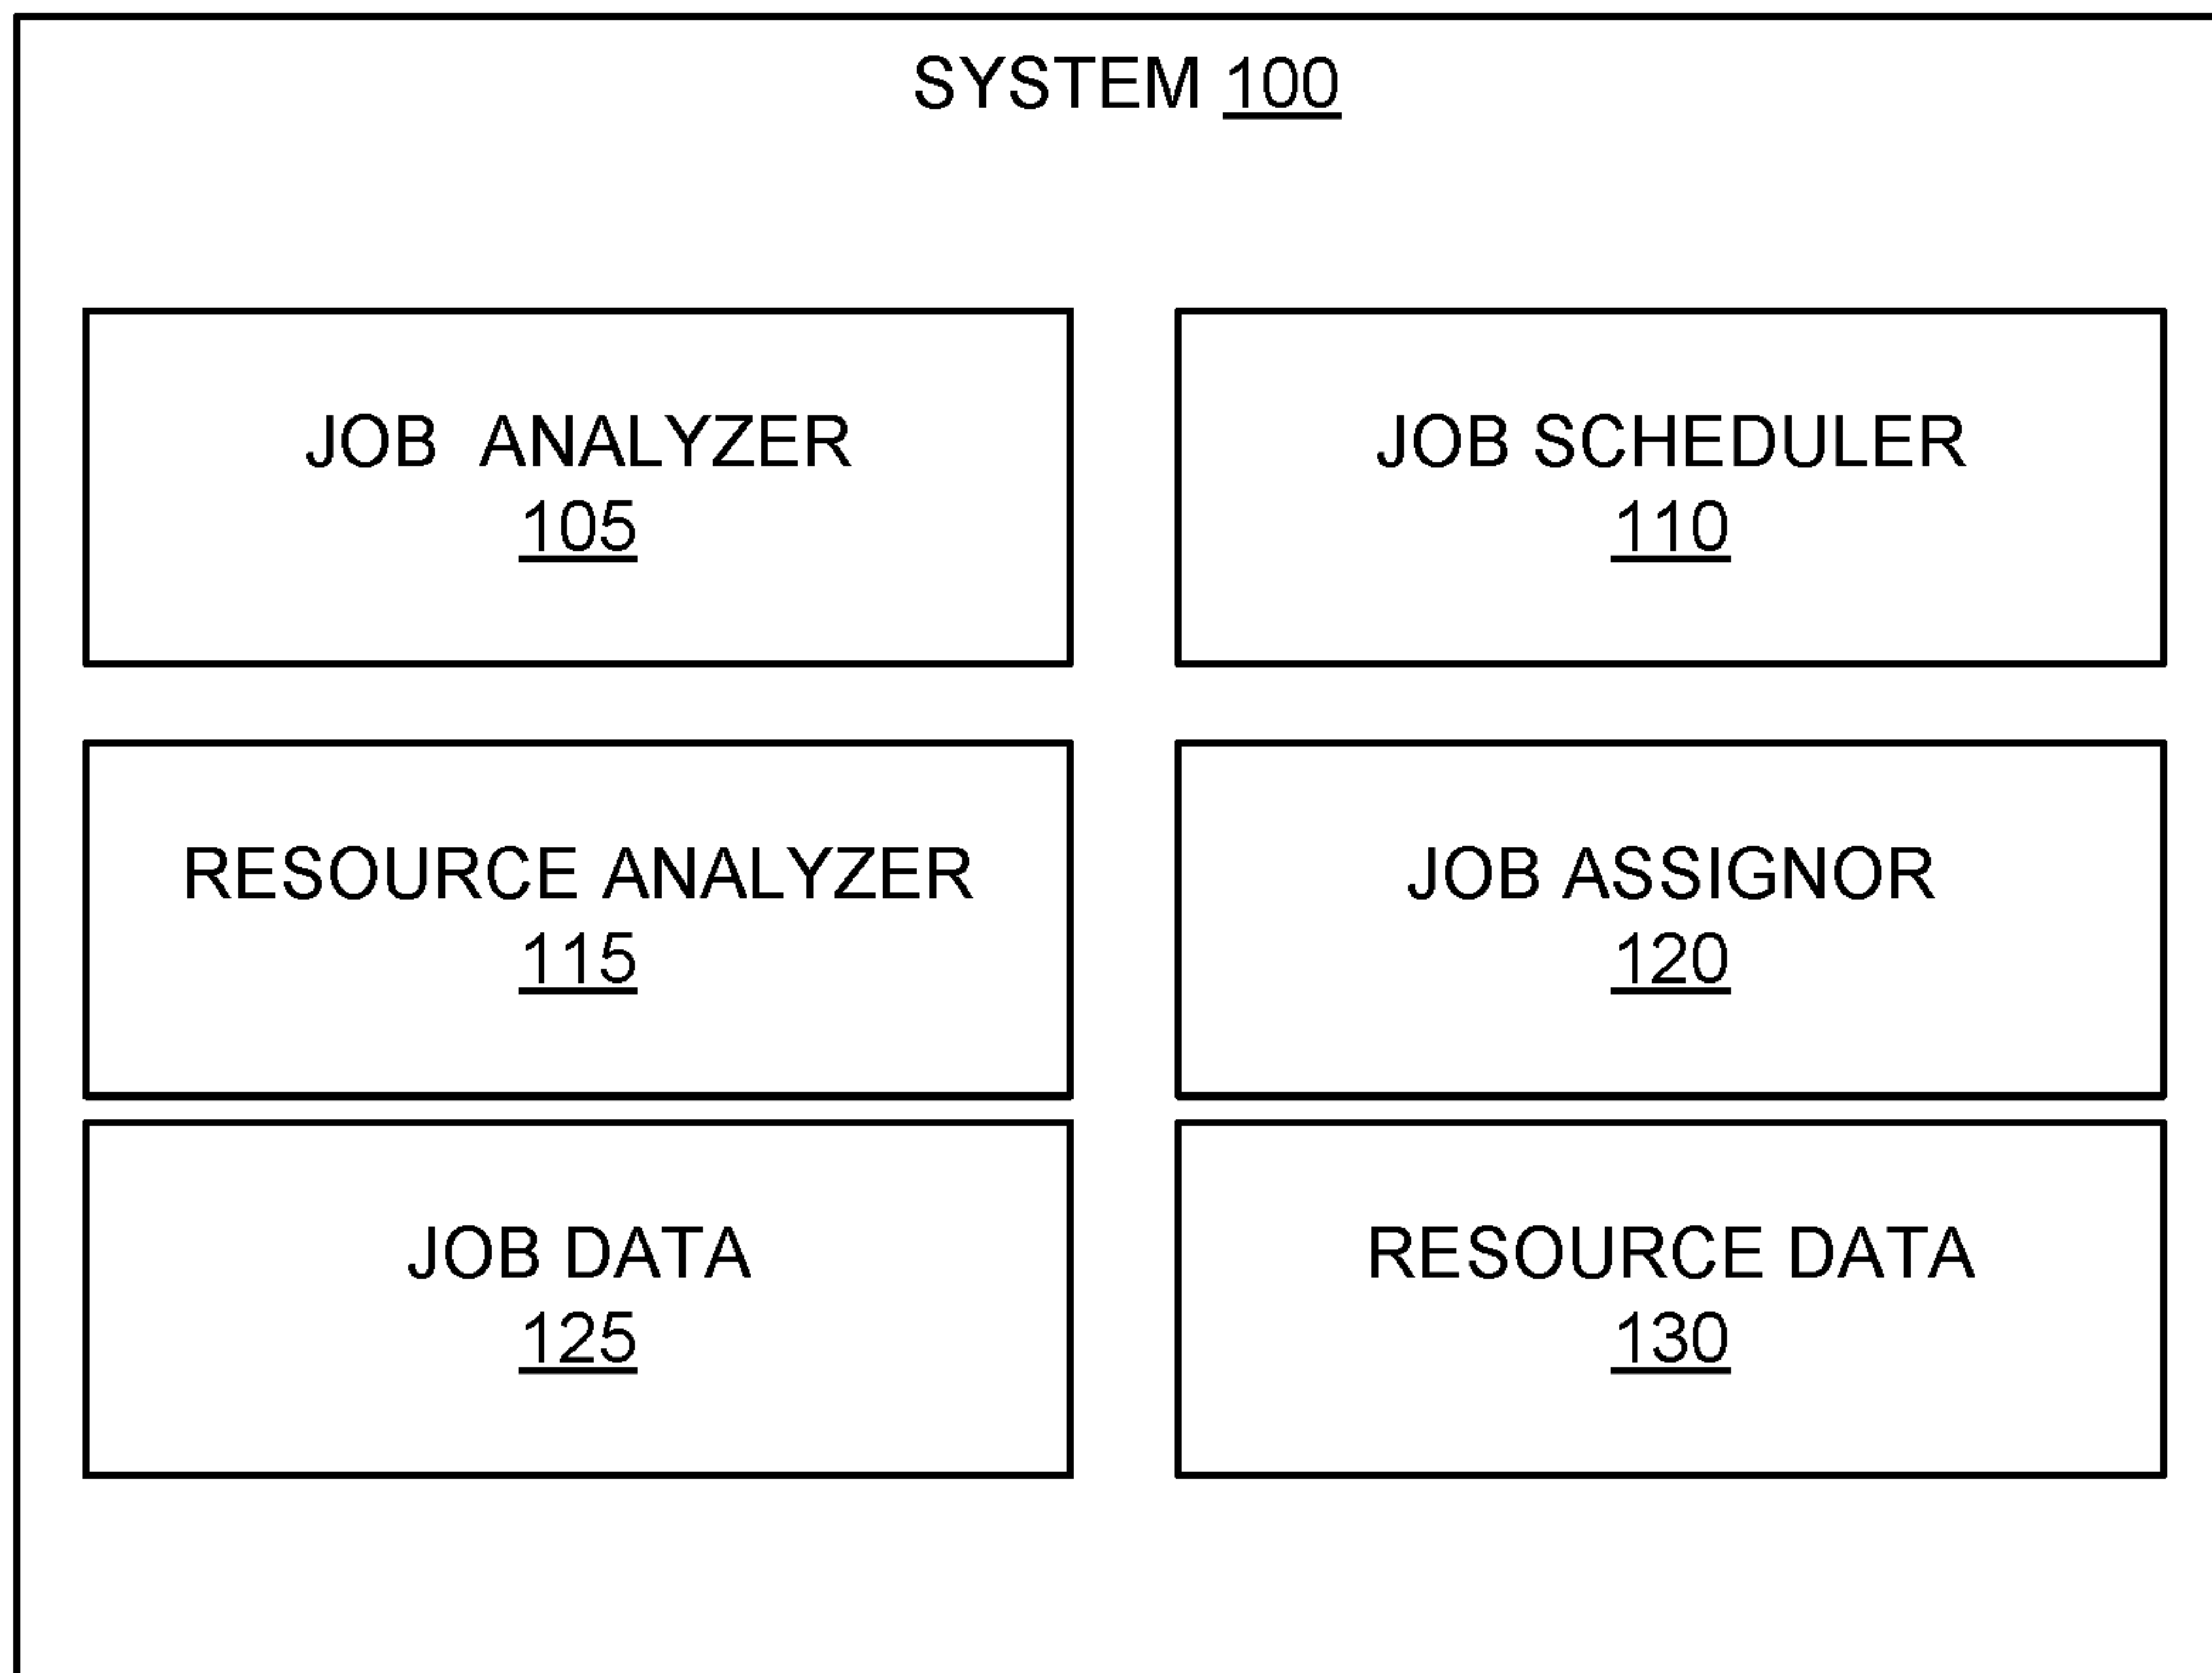 SYSTEM 100
JOB ANALYZER
105
JOB SCHEDULER
110
RESOURCE ANALYZER
115
JOB ASSIGNOR
120
JOB DATA
125
RESOURCE DATA
130